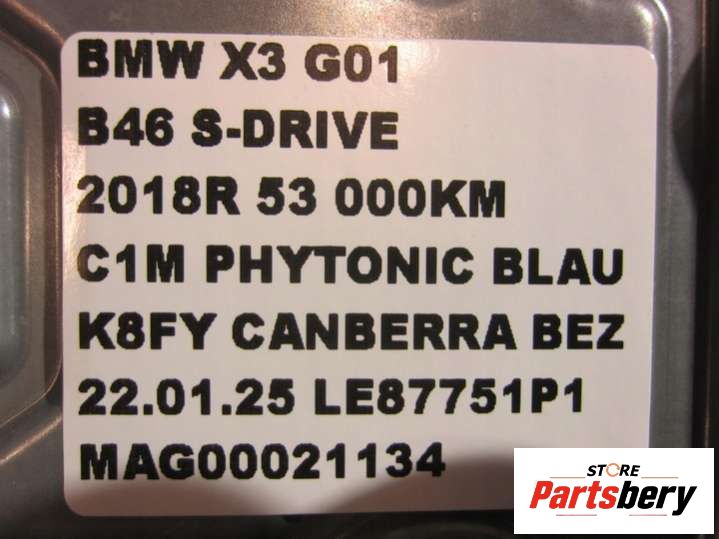 BMW X3 G01
B46 S-DRIVE
2018R 53 000KM
C1M PHYTONIC BLAU
K8FY CANBERRA BEZ
22.01.25 LE87751P1
MAG00021134
STORE
Partsbery